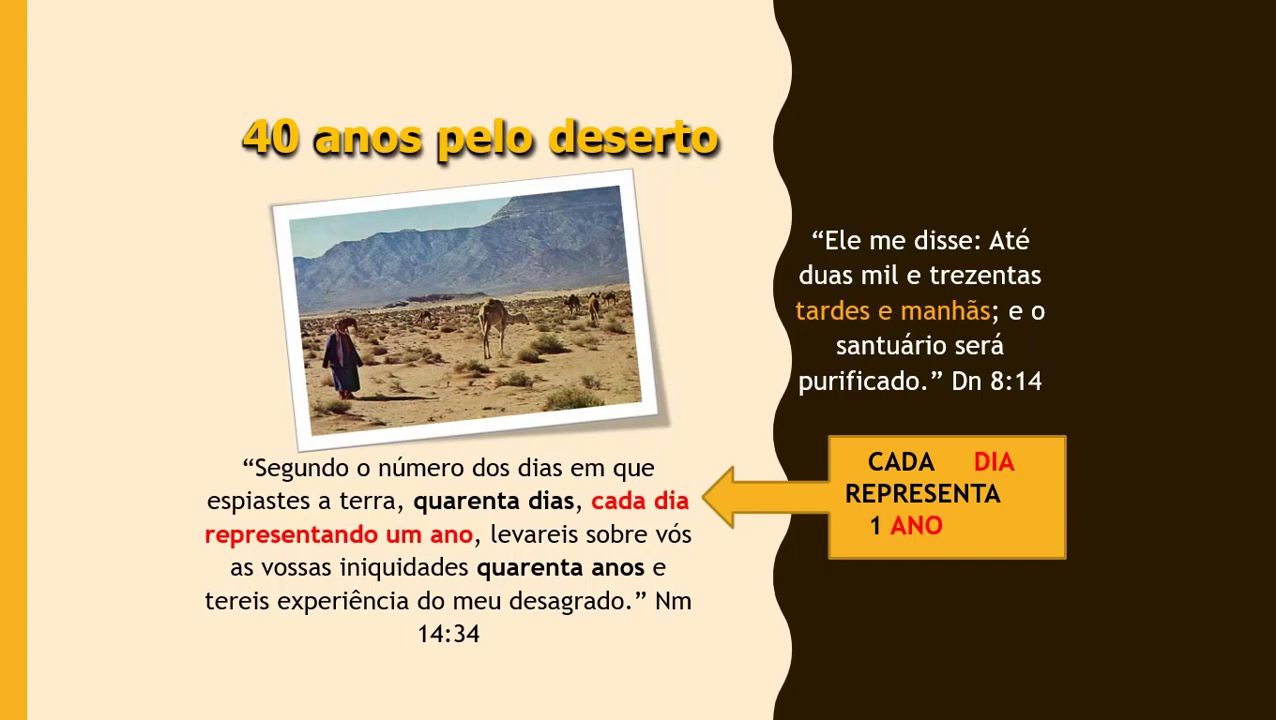 40 anos pelo deserto
“Segundo o número dos dias em que
espiastes a terra, quarenta dias, cada dia
representando um ano, levareis sobre vós
as vossas iniquidades quarenta anos e
tereis experiência do meu desagrado.” Nm
14:34
“Ele me disse: Até
duas mil e trezentas
tardes e manhãs; e o
santuário será
purificado.” Dn 8:14
CADA DIA
REPRESENTA
1 ANO